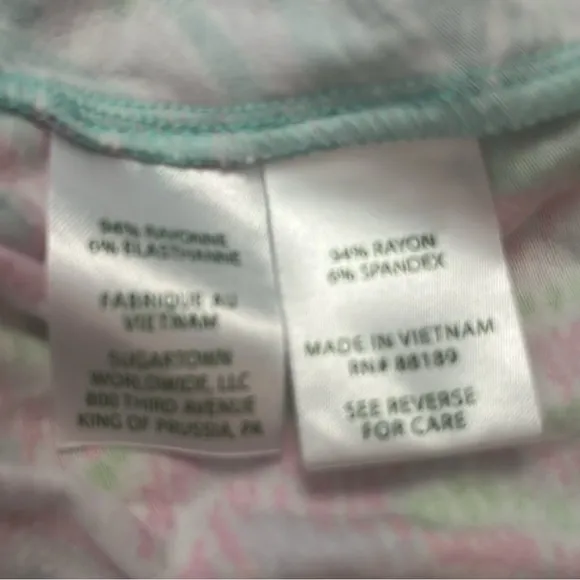 94% RAYONNE
6% ELASTHANNE
FABRIQUE AU
VIETNAM
SUGARTOWN
WORLDWIDE, LLC
800 THIRD AVENUE
KING OF PRUSSIA, PA
94% RAYON
6% SPANDEX
MADE IN VIETNAM
RN# 88189
SEE REVERSE
FOR CARE